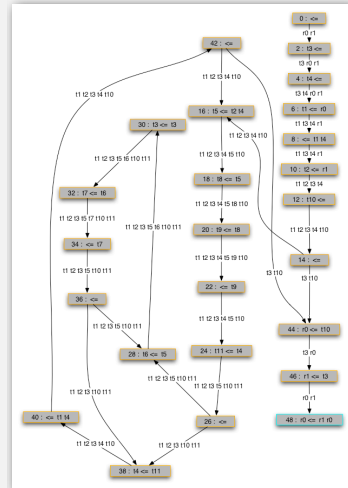 0 : <=
r0 r1
2 : t3 <=
t3 r0 r1
4 : t4 <=
t3 t4 r0 r1
6 : t1 <= r0
t1 t3 t4 r1
8 : <= t1 t4
t1 t3 t4 r1
10 : t2 <= r1
t1 t2 t3 t4
12 : t10 <=
t1 t2 t3 t4 t10
14 : <=
t3 t10
t1 t2 t3 t4 t10
44 : r0 <= t10
t3 r0
46 : r1 <= t3
r0 r1
48 : r0 <= r1 r0
42 : <=
t1 t2 t3 t4 t10
t3 t10
16 : t5 <= t2 t4
t1 t2 t3 t4 t5 t10
18 : t8 <= t5
t1 t2 t3 t4 t5 t8 t10
20 : t9 <= t8
t1 t2 t3 t4 t5 t9 t10
22 : t9
t1 t2 t3 t4 t5 t10
24 : t11 <= t4
t1 t2 t3 t5 t10 t11
26 : <=
t1 t2 t3 t5 t10 t11
t1 t2 t3 t10 t11
28 : t6 <= t5
t1 t2 t3 t5 t6 t10 t11
30 : t3 <= t3
t1 t2 t3 t5 t6 t10 t11
32 : t7 <= t6
t1 t2 t3 t5 t7 t10 t11
34 : <= t7
t1 t2 t3 t5 t10 t11
36 : <=
t1 t2 t3 t5 t10 t11
t1 t2 t3 t10 t11
38 : t4 <= t11
t1 t2 t3 t4 t10
40 : <= t1 t4
t1 t2 t3 t4 t10